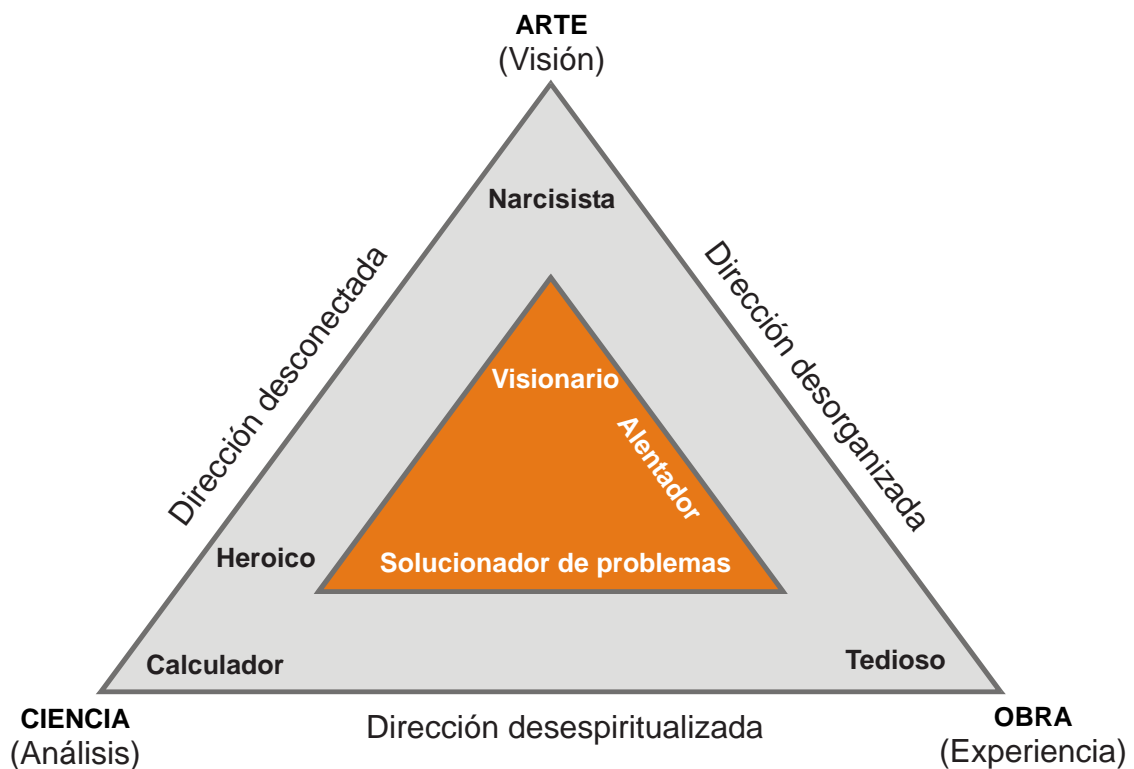 ARTE
(Visión)
Narcisista
Dirección desconectada
Dirección desorganizada
Visionario
Alentador
Heroico
Solucionador de problemas
Calculador
Tedioso
CIENCIA
(Análisis)
Dirección desespiritualizada
OBRA
(Experiencia)